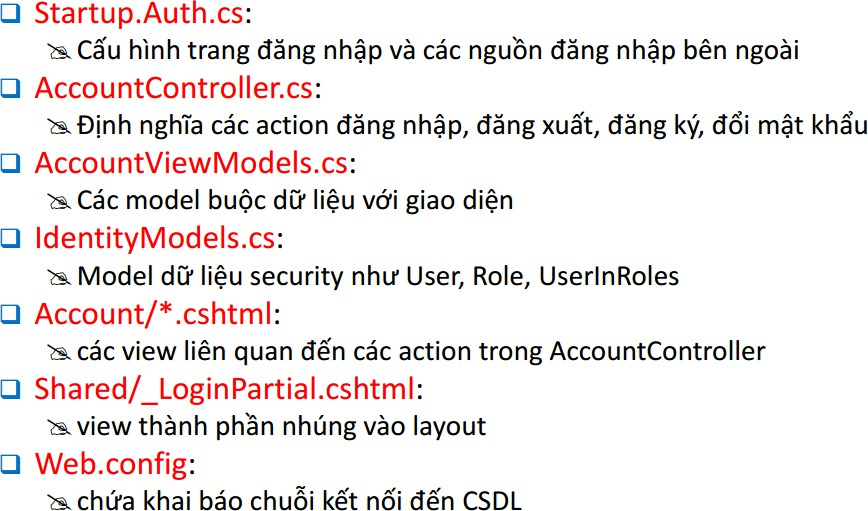 Startup.Auth.cs:
Cấu hình trang đăng nhập và các nguồn đăng nhập bên ngoài
AccountController.cs:
Định nghĩa các action đăng nhập, đăng xuất, đăng ký, đổi mật khẩu
AccountViewModels.cs:
Các model buộc dữ liệu với giao diện
IdentityModels.cs:
Model dữ liệu security như User, Role, UserInRoles
Account/*.cshtml:
các view liên quan đến các action trong AccountController
Shared/_LoginPartial.cshtml:
view thành phần nhúng vào layout
Web.config:
chứa khai báo chuỗi kết nối đến CSDL